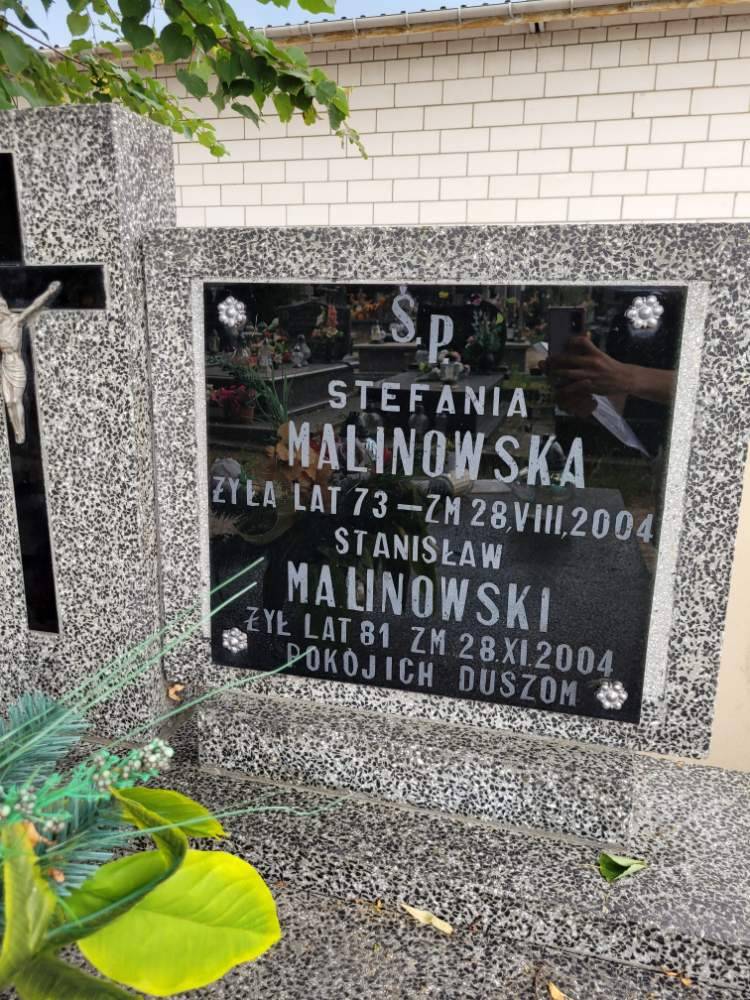 Ś.p
STEFANIA
MALINOWSKA
ŻYŁA LAT 73 – ZM 28,VIII,2004
STANISŁAW
MALINOWSKI
ŻYŁ LAT 81 ZM 28.XI.2004
POKÓJ ICH DUSZOM